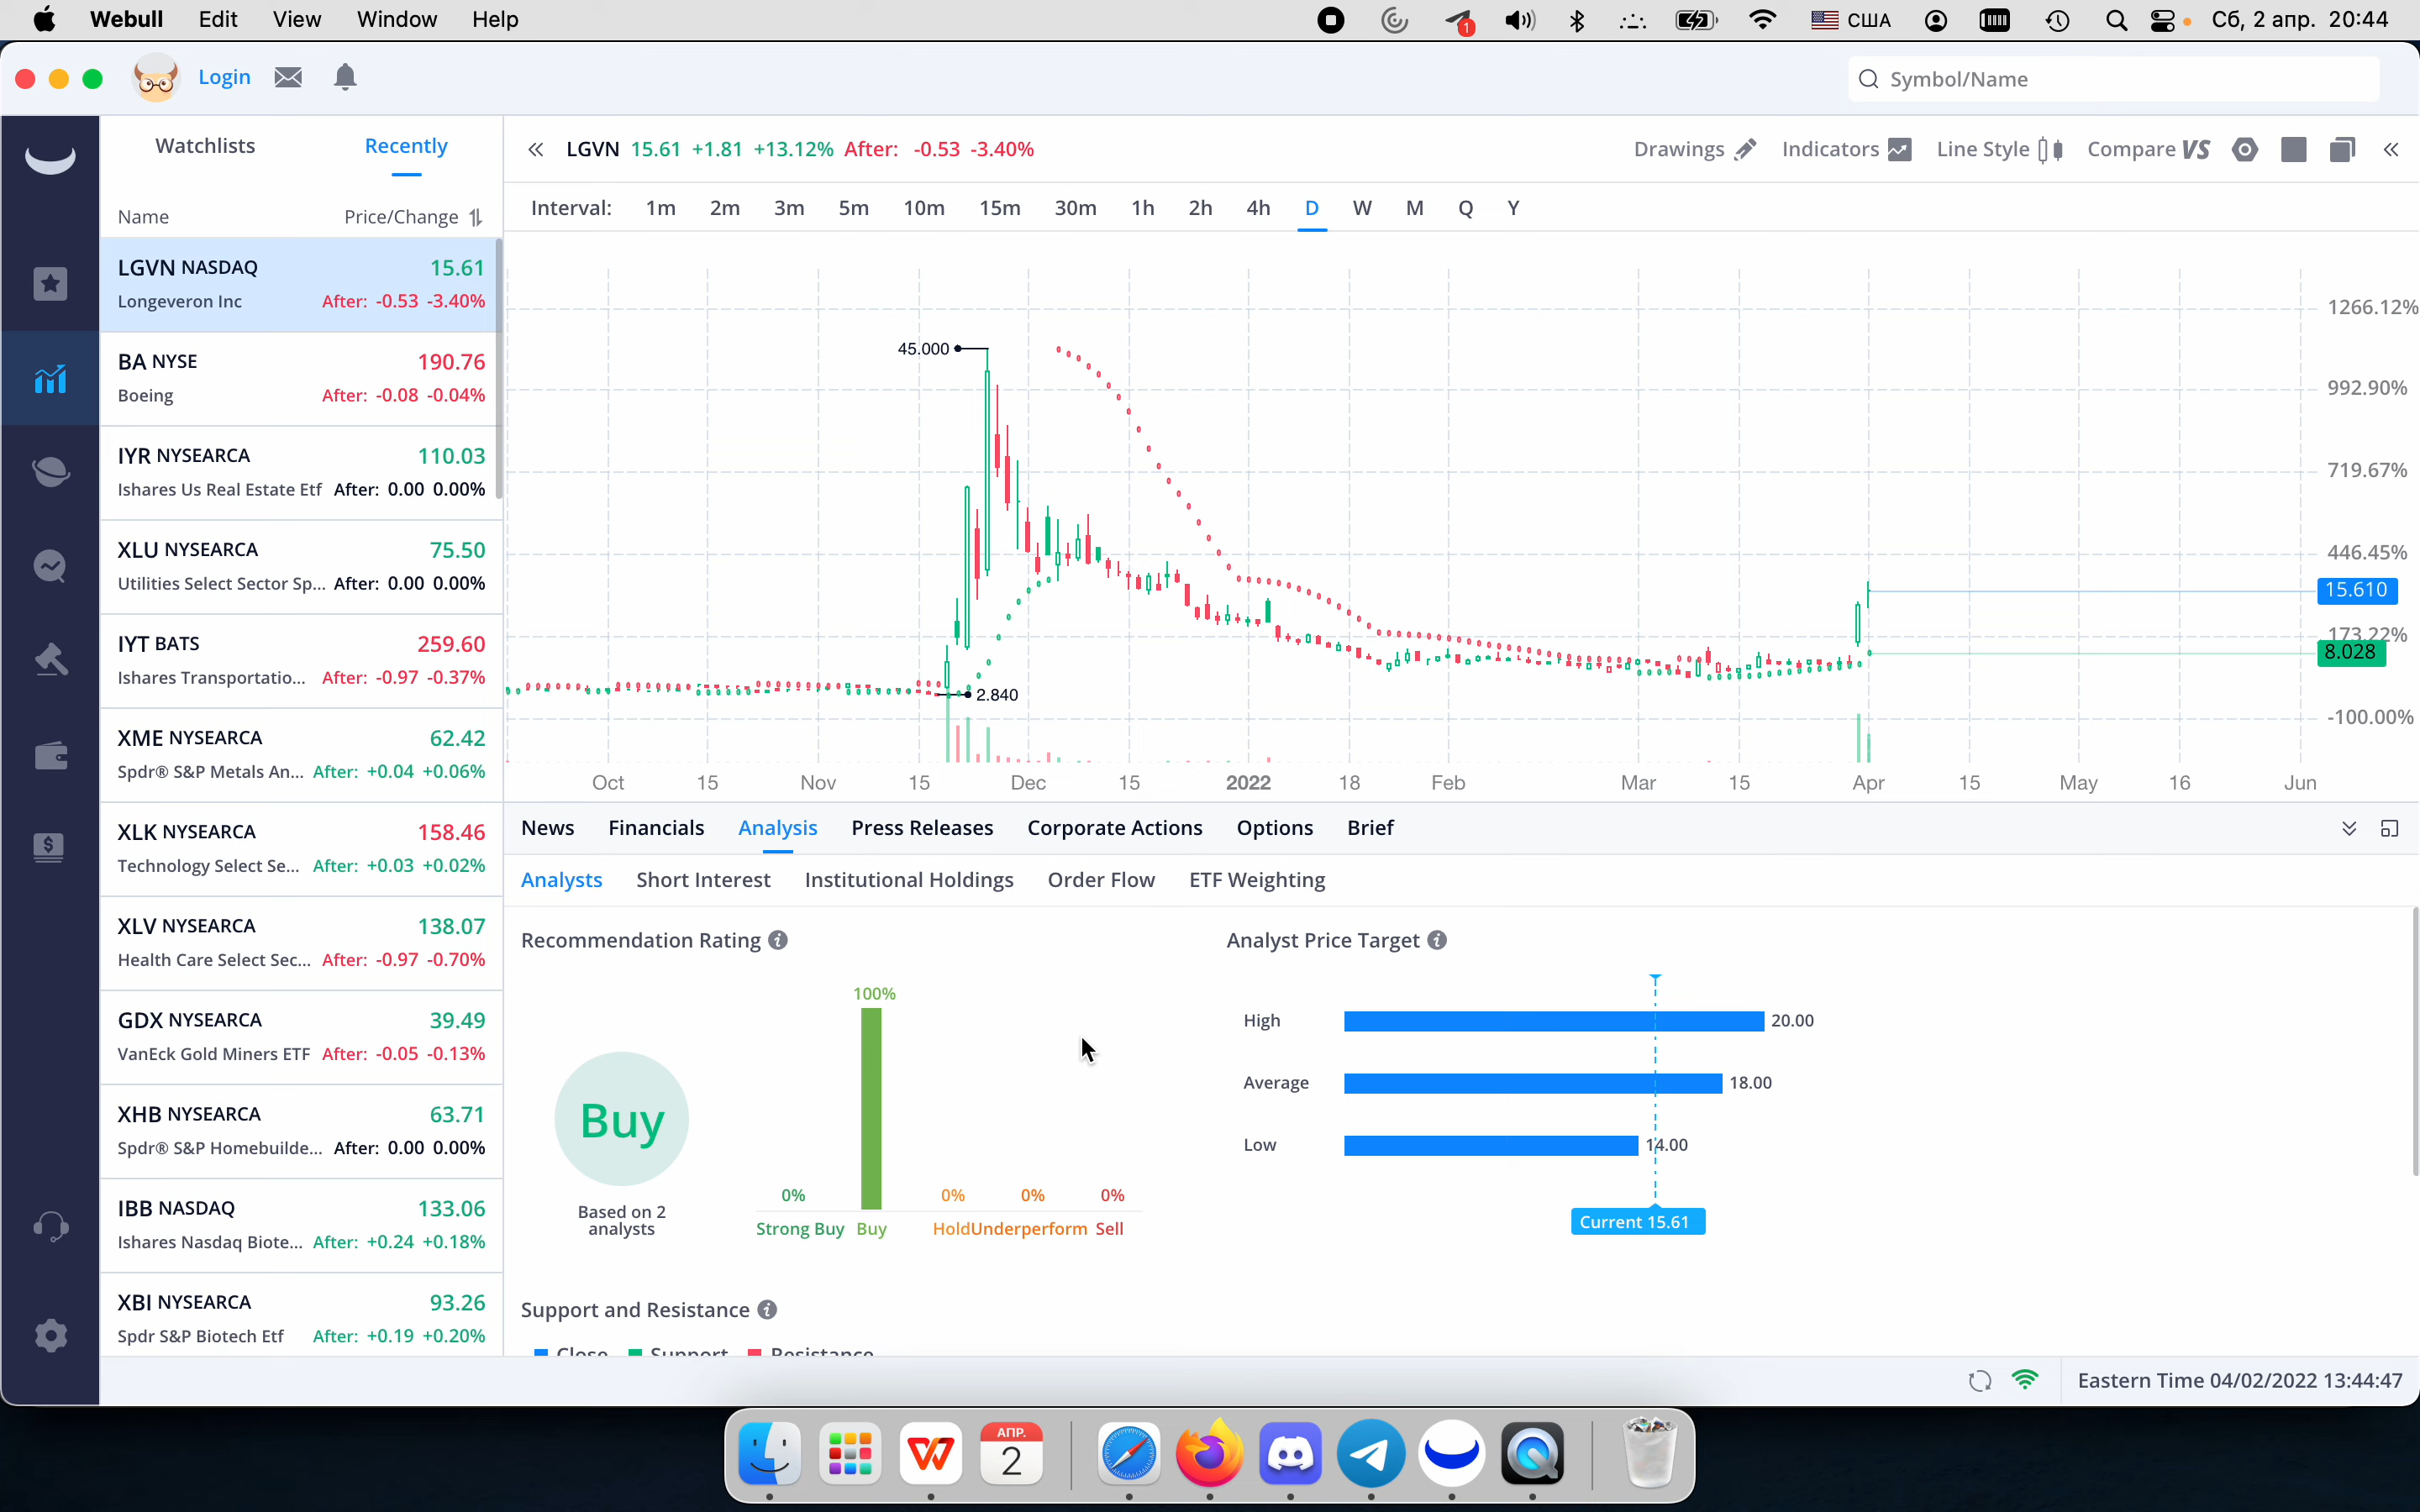 Webull Edit View Window Help 1 США Сб, 2 апр. 20:44
Login Symbol/Name
Watchlists Recently
Name Price/Change
LGVN NASDAQ 15.61
Longeveron Inc After: -0.53 -3.40%
BA NYSE 190.76
Boeing After: -0.08 -0.04%
IYR NYSEARCA 110.03
Ishares Us Real Estate Etf After: 0.00 0.00%
XLU NYSEARCA 75.50
Utilities Select Sector Sp... After: 0.00 0.00%
IYT BATS 259.60
Ishares Transportatio... After: -0.97 -0.37%
XME NYSEARCA 62.42
Spdr® S&P Metals An... After: +0.04 +0.06%
XLK NYSEARCA 158.46
Technology Select Se... After: +0.03 +0.02%
XLV NYSEARCA 138.07
Health Care Select Sec... After: -0.97 -0.70%
GDX NYSEARCA 39.49
VanEck Gold Miners ETF After: -0.05 -0.13%
XHB NYSEARCA 63.71
Spdr® S&P Homebuilde... After: 0.00 0.00%
IBB NASDAQ 133.06
Ishares Nasdaq Biote... After: +0.24 +0.18%
XBI NYSEARCA 93.26
Spdr S&P Biotech Etf After: +0.19 +0.20%
LGVN 15.61 +1.81 +13.12% After: -0.53 -3.40% Drawings Indicators Line Style Compare VS
Interval: 1m 2m 3m 5m 10m 15m 30m 1h 2h 4h D W M Q Y
1266.12%
45.000
992.90%
719.67%
446.45%
15.610
173.22%
8.028
2.840
-100.00%
Oct 15 Nov 15 Dec 15 2022 18 Feb Mar 15 Apr 15 May 16 Jun
News Financials Analysis Press Releases Corporate Actions Options Brief
Analysts Short Interest Institutional Holdings Order Flow ETF Weighting
Recommendation Rating
Buy
Based on 2
analysts
100%
0% 0% 0% 0%
Strong Buy Buy Hold Underperform Sell
Analyst Price Target
High 20.00
Average 18.00
Low 14.00
Current 15.61
Support and Resistance
Close Support Resistance
Eastern Time 04/02/2022 13:44:47
АПР.
2